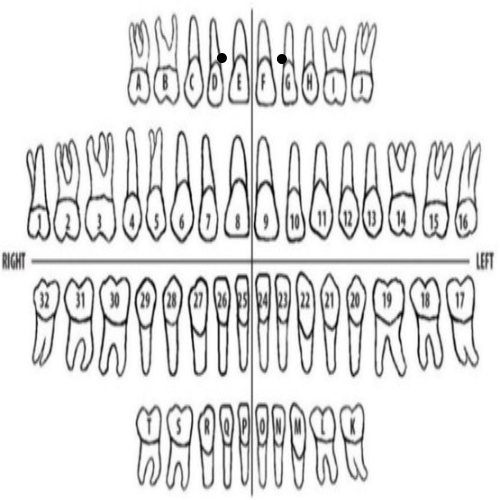 A B C D E F G H I J
1 2 3 4 5 6 7 8 9 10 11 12 13 14 15 16
RIGHT LEFT
32 31 30 29 28 27 26 25 24 23 22 21 20 19 18 17
T S R Q P O N M L K